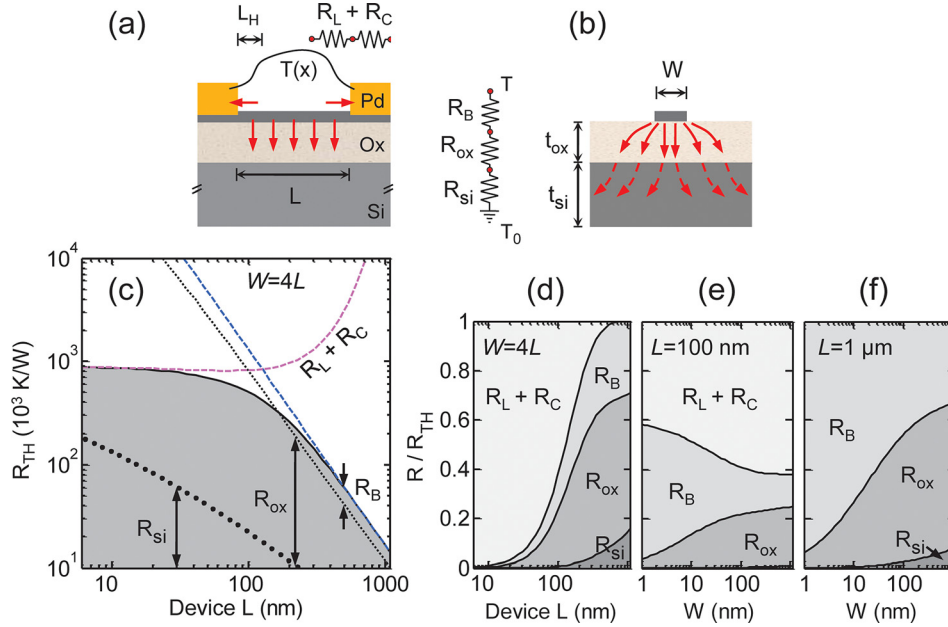 (a)
L_H
R_L + R_C
T(x)
Pd
Ox
L
Si
(b)
W
T
R_B
R_ox
R_si
T_0
t_ox
t_si
(c)
W=4L
R_L + R_C
R_TH (10^3 K/W)
10^4
10^3
10^2
10^1
R_si
R_ox
R_B
10
100
1000
Device L (nm)
(d)
W=4L
R_L + R_C
R_B
R_ox
R_si
R / R_TH
1
0.8
0.6
0.4
0.2
0
10
100
Device L (nm)
(e)
L=100 nm
R_L + R_C
R_B
R_ox
1
10
100
W (nm)
(f)
L=1 μm
R_B
R_ox
R_si
1
10
100
W (nm)